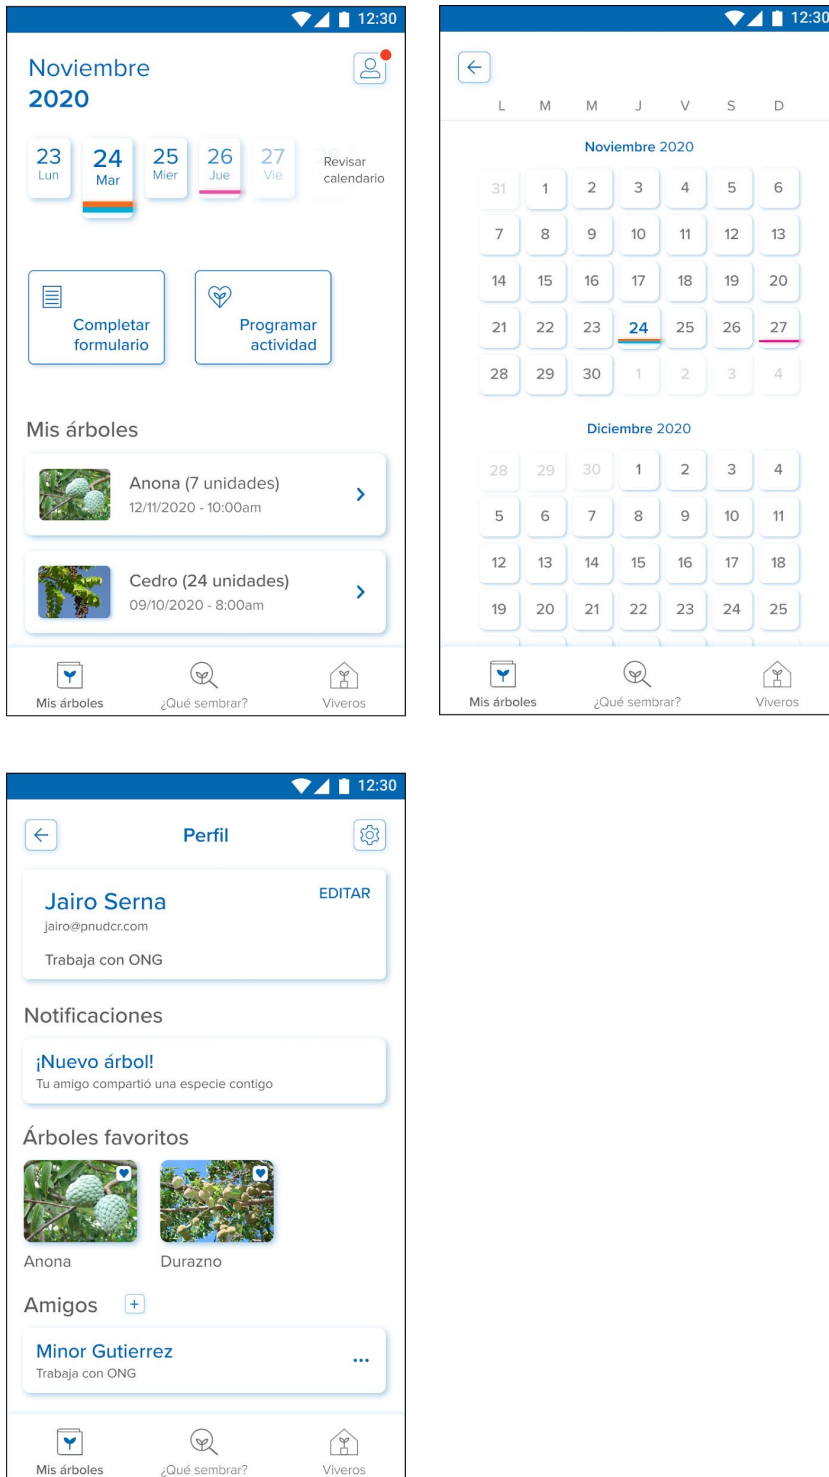 12:30
Noviembre
2020
23 24 25 26 27
Lun Mar Mier Jue Vie
Revisar
calendario
Completar
formulario
Programar
actividad
Mis árboles
Anona (7 unidades)
12/11/2020 - 10:00am
Cedro (24 unidades)
09/10/2020 - 8:00am
Mis árboles ¿Qué sembrar? Viveros
12:30
L M M J V S D
Noviembre 2020
31 1 2 3 4 5 6
7 8 9 10 11 12 13
14 15 16 17 18 19 20
21 22 23 24 25 26 27
28 29 30 1 2 3 4
Diciembre 2020
28 29 30 1 2 3 4
5 6 7 8 9 10 11
12 13 14 15 16 17 18
19 20 21 22 23 24 25
Mis árboles ¿Qué sembrar? Viveros
12:30
Perfil
Jairo Serna EDITAR
jairo@pnudcr.com
Trabaja con ONG
Notificaciones
¡Nuevo árbol!
Tu amigo compartió una especie contigo
Árboles favoritos
Anona Durazno
Amigos +
Minor Gutierrez
Trabaja con ONG
Mis árboles ¿Qué sembrar? Viveros